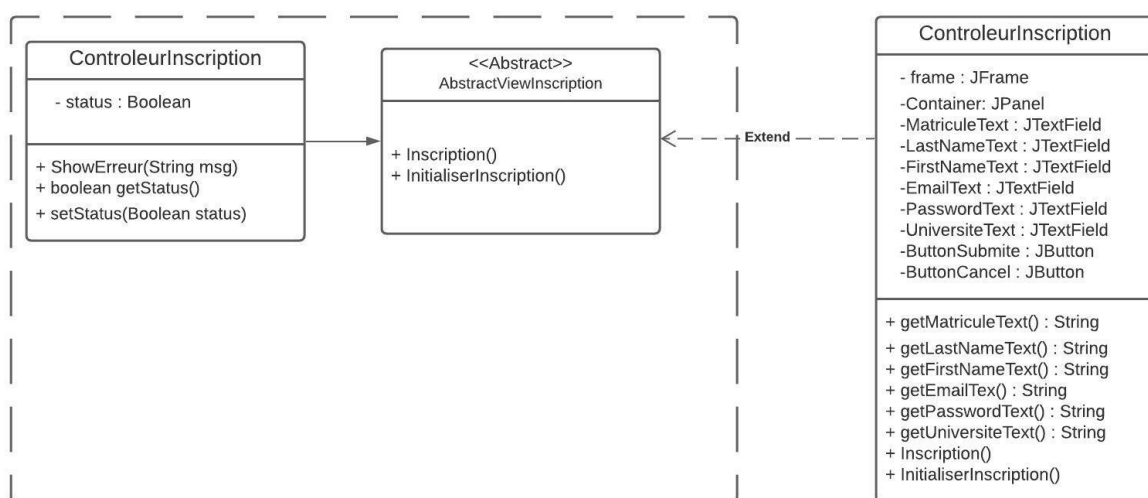 ControleurInscription
- status : Boolean
+ ShowErreur(String msg)
+ boolean getStatus()
+ setStatus(Boolean status)
<<Abstract>>
AbstractViewInscription
+ Inscription()
+ InitialiserInscription()
Extend
ControleurInscription
- frame : JFrame
-Container: JPanel
-MatriculeText : JTextField
-LastNameText : JTextField
-FirstNameText : JTextField
-EmailText : JTextField
-PasswordText : JTextField
-UniversiteText : JTextField
-ButtonSubmite : JButton
-ButtonCancel : JButton
+ getMatriculeText() : String
+ getLastNameText() : String
+ getFirstNameText() : String
+ getEmailTex() : String
+ getPasswordText() : String
+ getUniversiteText() : String
+ Inscription()
+ InitialiserInscription()